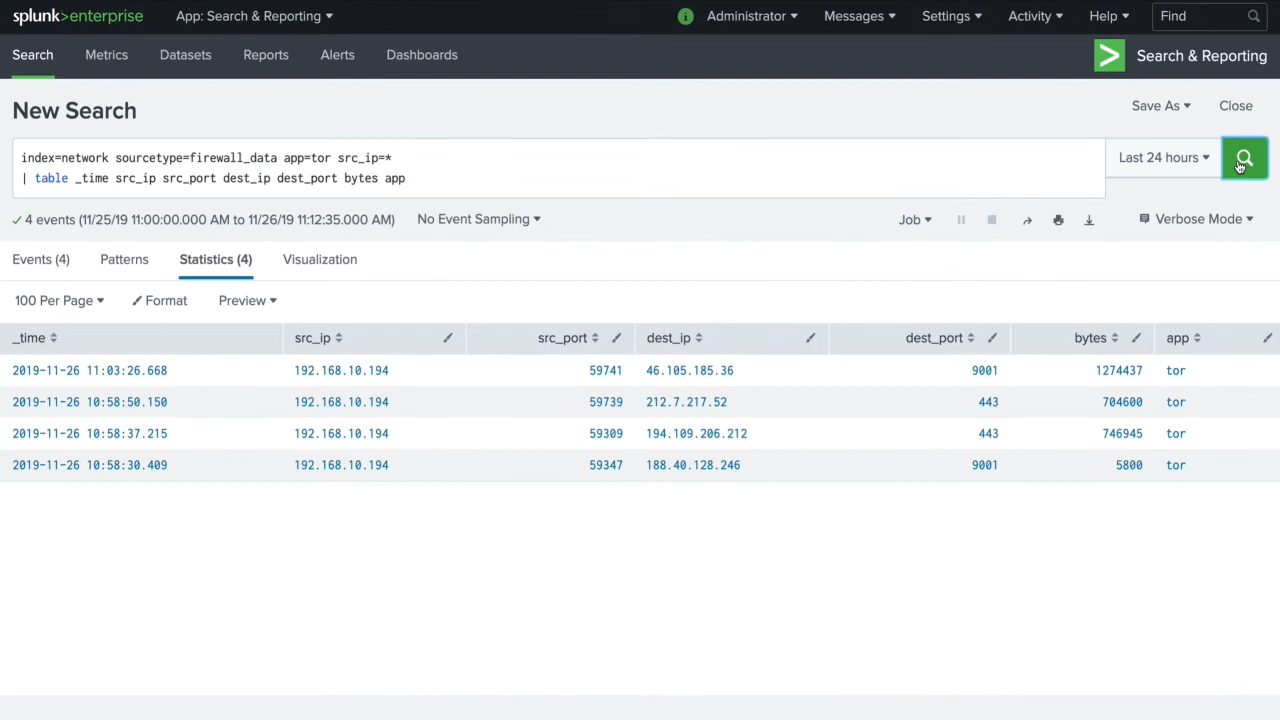 splunk>enterprise App: Search & Reporting i Administrator Messages Settings Activity Help Find
Search Metrics Datasets Reports Alerts Dashboards > Search & Reporting
New Search Save As Close
index=network sourcetype=firewall_data app=tor src_ip=* Last 24 hours
| table _time src_ip src_port dest_ip dest_port bytes app
✓ 4 events (11/25/19 11:00:00.000 AM to 11/26/19 11:12:35.000 AM) No Event Sampling Job Verbose Mode
Events (4) Patterns Statistics (4) Visualization
100 Per Page Format Preview
_time src_ip src_port dest_ip dest_port bytes app
2019-11-26 11:03:26.668 192.168.10.194 59741 46.105.185.36 9001 1274437 tor
2019-11-26 10:58:50.150 192.168.10.194 59739 212.7.217.52 443 704600 tor
2019-11-26 10:58:37.215 192.168.10.194 59309 194.109.206.212 443 746945 tor
2019-11-26 10:58:30.409 192.168.10.194 59347 188.40.128.246 9001 5800 tor